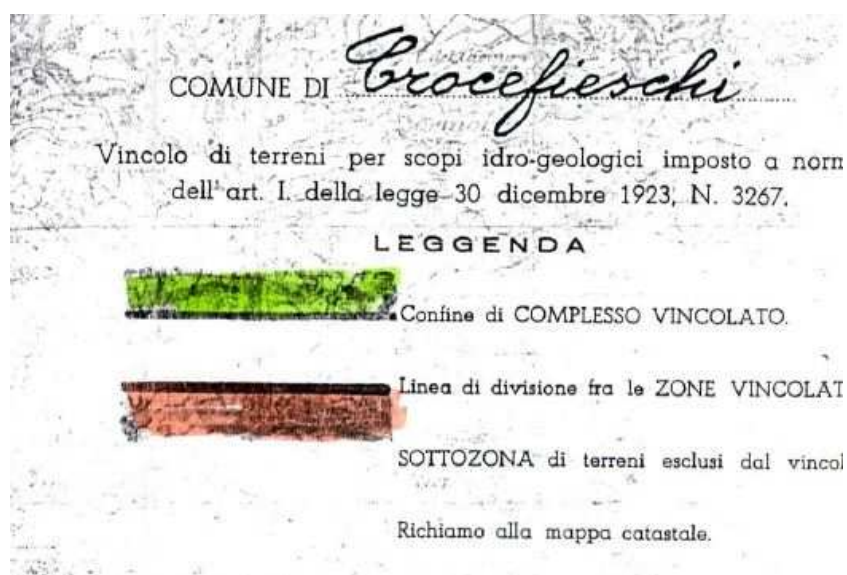 COMUNE DI Crocefieschi
Vincolo di terreni per scopi idro-geologici imposto a norm
dell'art. I. della legge 30 dicembre 1923, N. 3267.
LEGGENDA
Confine di COMPLESSO VINCOLATO.
Linea di divisione fra le ZONE VINCOLAT
SOTTOZONA di terreni esclusi dal vincol
Richiamo alla mappa catastale.